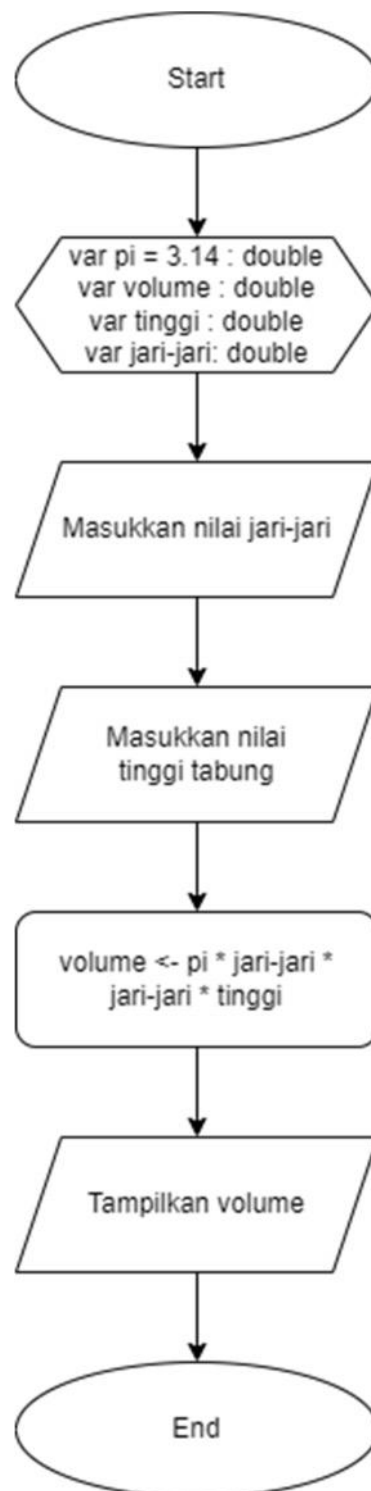 Start
var pi = 3.14 : double
var volume : double
var tinggi : double
var jari-jari: double
Masukkan nilai jari-jari
Masukkan nilai
tinggi tabung
volume <- pi * jari-jari *
jari-jari * tinggi
Tampilkan volume
End